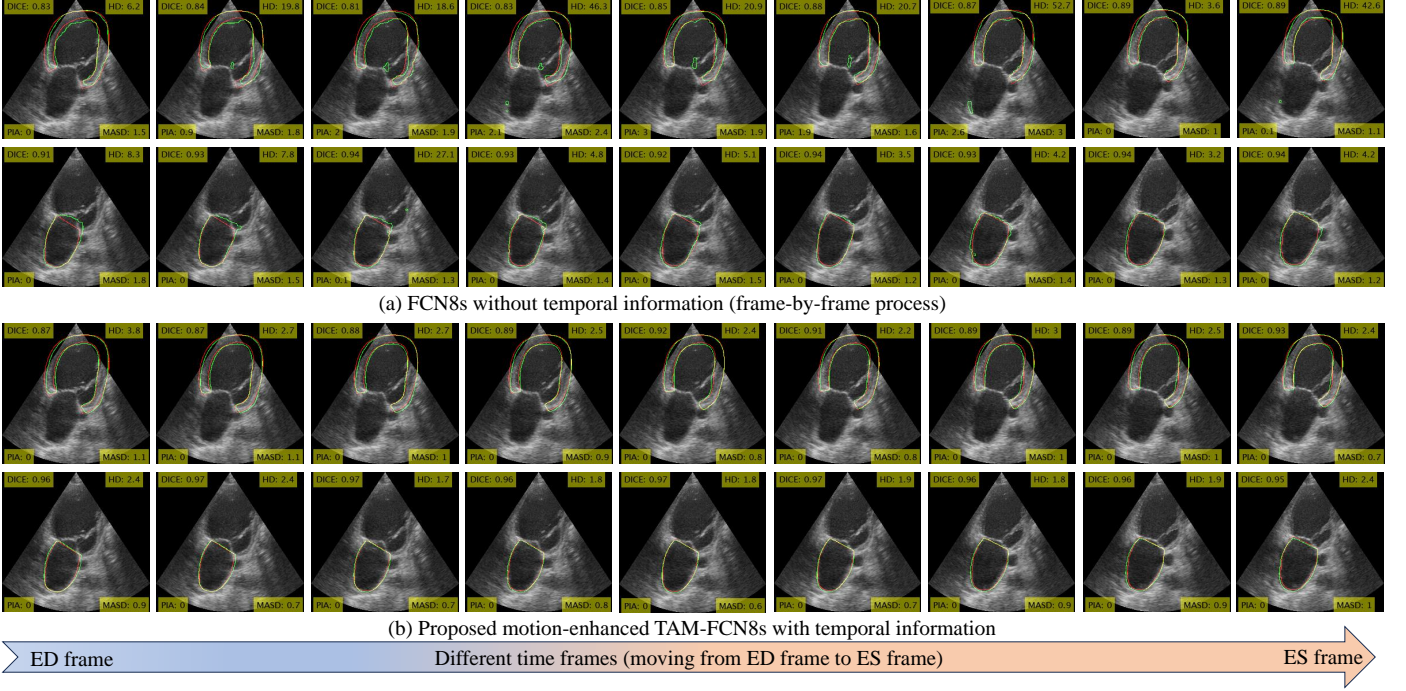 DICE: 0.83 HD: 6.2 DICE: 0.84 HD: 19.8 DICE: 0.81 HD: 18.6 DICE: 0.83 HD: 46.3 DICE: 0.85 HD: 20.9 DICE: 0.88 HD: 20.7 DICE: 0.87 HD: 52.7 DICE: 0.89 HD: 3.6 DICE: 0.89 HD: 42.6
PIA: 0 MASD: 1.5 PIA: 0.9 MASD: 1.8 PIA: 2 MASD: 1.9 PIA: 2.1 MASD: 2.4 PIA: 3 MASD: 1.9 PIA: 1.9 MASD: 1.6 PIA: 2.6 MASD: 3 PIA: 0 MASD: 1 PIA: 0.1 MASD: 1.1
DICE: 0.91 HD: 8.3 DICE: 0.93 HD: 7.8 DICE: 0.94 HD: 27.1 DICE: 0.93 HD: 4.8 DICE: 0.92 HD: 5.1 DICE: 0.94 HD: 3.5 DICE: 0.93 HD: 4.2 DICE: 0.94 HD: 3.2 DICE: 0.94 HD: 4.2
PIA: 0 MASD: 1.8 PIA: 0 MASD: 1.5 PIA: 0.1 MASD: 1.3 PIA: 0 MASD: 1.4 PIA: 0 MASD: 1.5 PIA: 0 MASD: 1.2 PIA: 0 MASD: 1.4 PIA: 0 MASD: 1.3 PIA: 0 MASD: 1.2
(a) FCN8s without temporal information (frame-by-frame process)
DICE: 0.87 HD: 3.8 DICE: 0.87 HD: 2.7 DICE: 0.88 HD: 2.7 DICE: 0.89 HD: 2.5 DICE: 0.92 HD: 2.4 DICE: 0.91 HD: 2.2 DICE: 0.89 HD: 3 DICE: 0.89 HD: 2.5 DICE: 0.93 HD: 2.4
PIA: 0 MASD: 1.1 PIA: 0 MASD: 1.1 PIA: 0 MASD: 1 PIA: 0 MASD: 0.9 PIA: 0 MASD: 0.8 PIA: 0 MASD: 0.8 PIA: 0 MASD: 1 PIA: 0 MASD: 1 PIA: 0 MASD: 0.7
DICE: 0.96 HD: 2.4 DICE: 0.97 HD: 2.4 DICE: 0.97 HD: 1.7 DICE: 0.96 HD: 1.8 DICE: 0.97 HD: 1.8 DICE: 0.97 HD: 1.9 DICE: 0.96 HD: 1.8 DICE: 0.96 HD: 1.9 DICE: 0.95 HD: 2.4
PIA: 0 MASD: 0.9 PIA: 0 MASD: 0.7 PIA: 0 MASD: 0.7 PIA: 0 MASD: 0.8 PIA: 0 MASD: 0.6 PIA: 0 MASD: 0.7 PIA: 0 MASD: 0.9 PIA: 0 MASD: 0.9 PIA: 0 MASD: 1
(b) Proposed motion-enhanced TAM-FCN8s with temporal information
ED frame Different time frames (moving from ED frame to ES frame) ES frame